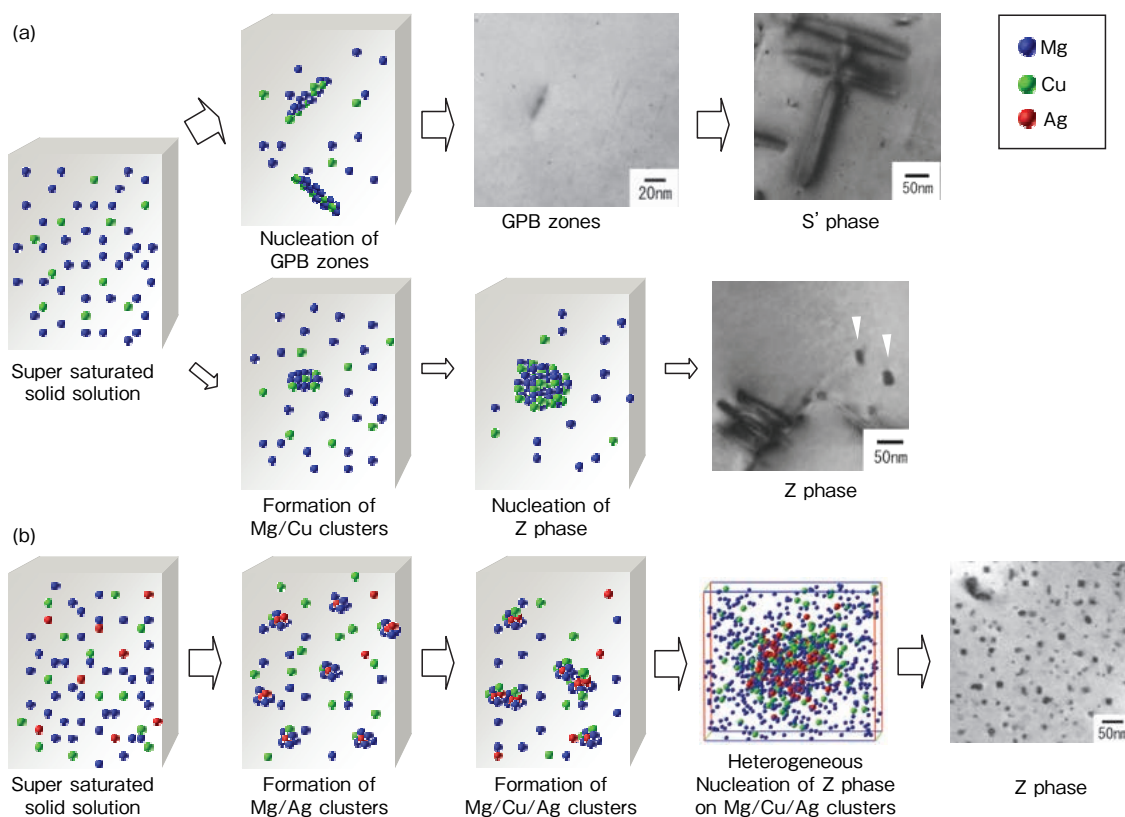 (a)
Mg
Cu
Ag
20nm
50nm
Nucleation of
GPB zones
GPB zones
S' phase
Super saturated
solid solution
50nm
Formation of
Mg/Cu clusters
Nucleation of
Z phase
Z phase
(b)
50nm
Super saturated
solid solution
Formation of
Mg/Ag clusters
Formation of
Mg/Cu/Ag clusters
Heterogeneous
Nucleation of Z phase
on Mg/Cu/Ag clusters
Z phase